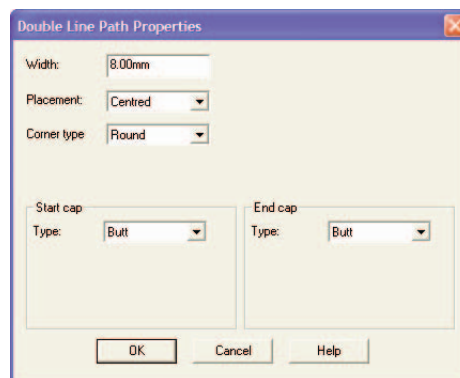 Double Line Path Properties
Width: 8.00mm
Placement: Centred
Corner type Round
Start cap
Type: Butt
End cap
Type: Butt
OK Cancel Help